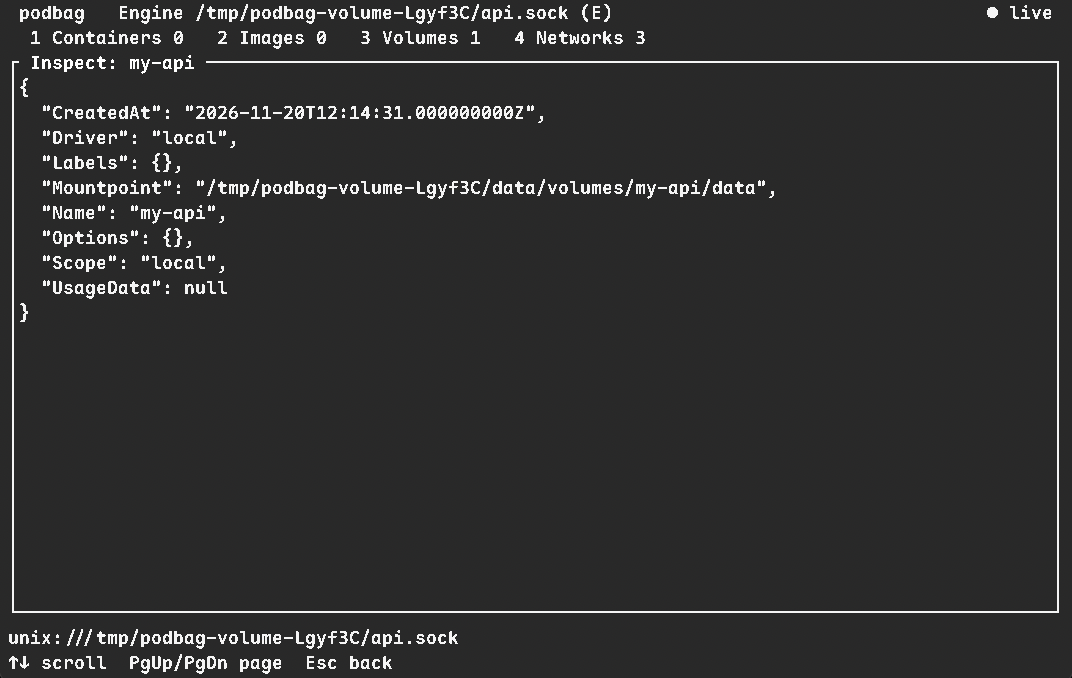 podbag   Engine /tmp/podbag-volume-Lgyf3C/api.sock (E) ● live
1 Containers 0   2 Images 0   3 Volumes 1   4 Networks 3
Inspect: my-api
{
  "CreatedAt": "2026-11-20T12:14:31.000000000Z",
  "Driver": "local",
  "Labels": {},
  "Mountpoint": "/tmp/podbag-volume-Lgyf3C/data/volumes/my-api/data",
  "Name": "my-api",
  "Options": {},
  "Scope": "local",
  "UsageData": null
}
unix:///tmp/podbag-volume-Lgyf3C/api.sock
↑↓ scroll  PgUp/PgDn page  Esc back